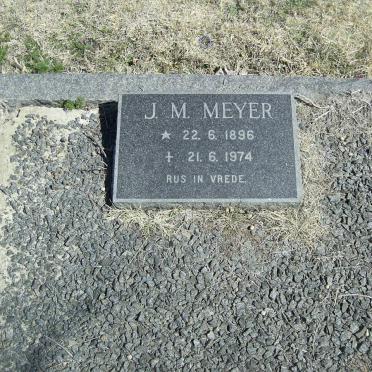 J. M. MEYER
★ 22. 6. 1896
† 21. 6. 1974
RUS IN VREDE.